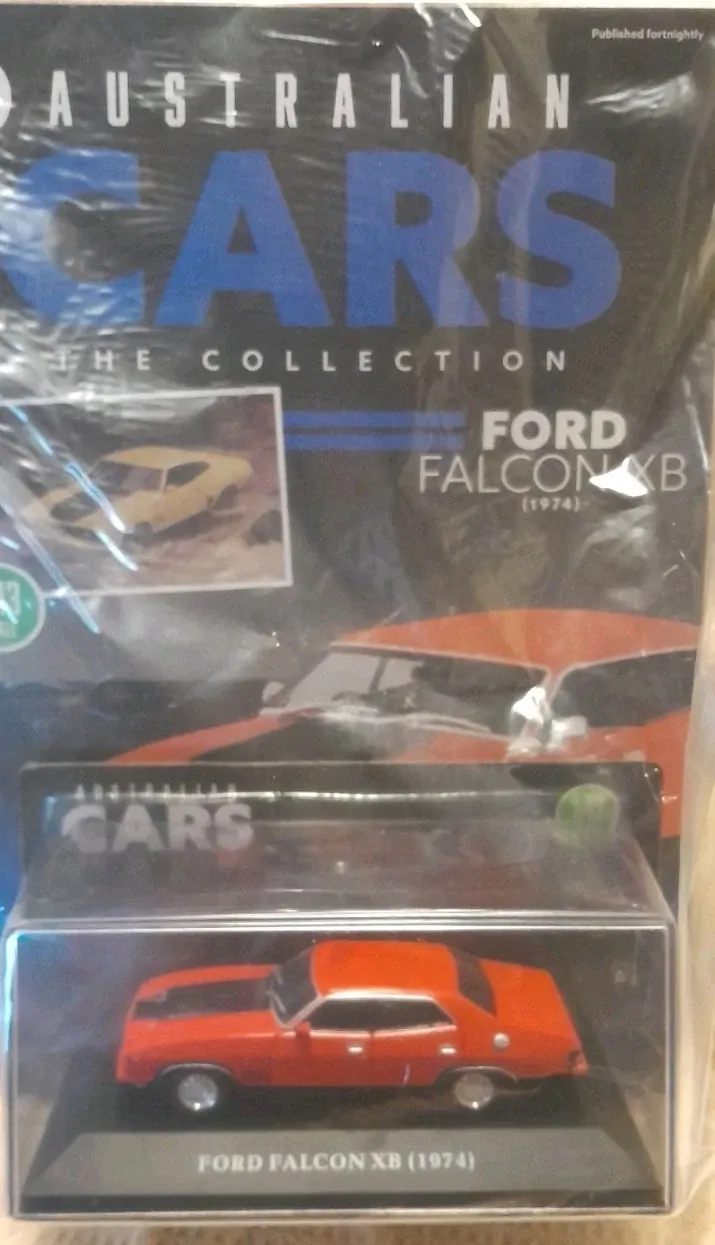 Published fortnightly
AUSTRALIAN
CARS
THE COLLECTION
FORD
FALCON XB
(1974)
AUSTRALIAN
CARS
FORD FALCON XB (1974)